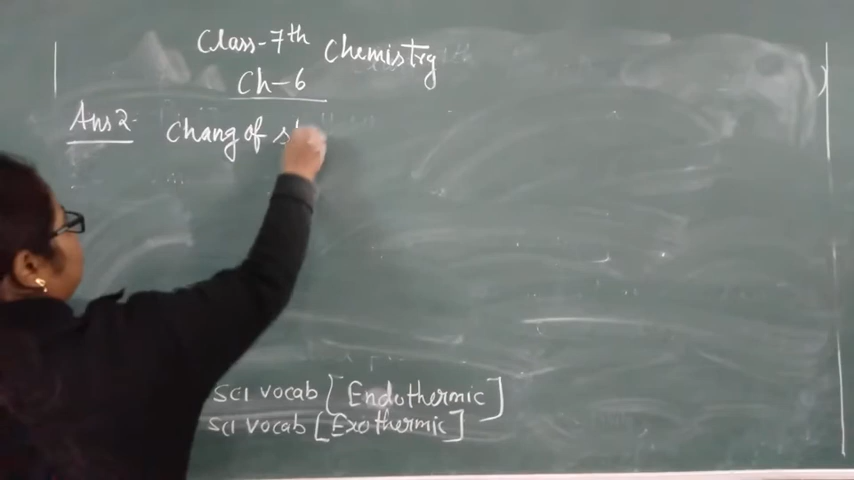 Class-7th Chemistry
Ch-6
Ans 2- Chang of
sci vocab [Endothermic]
sci vocab [Exothermic]